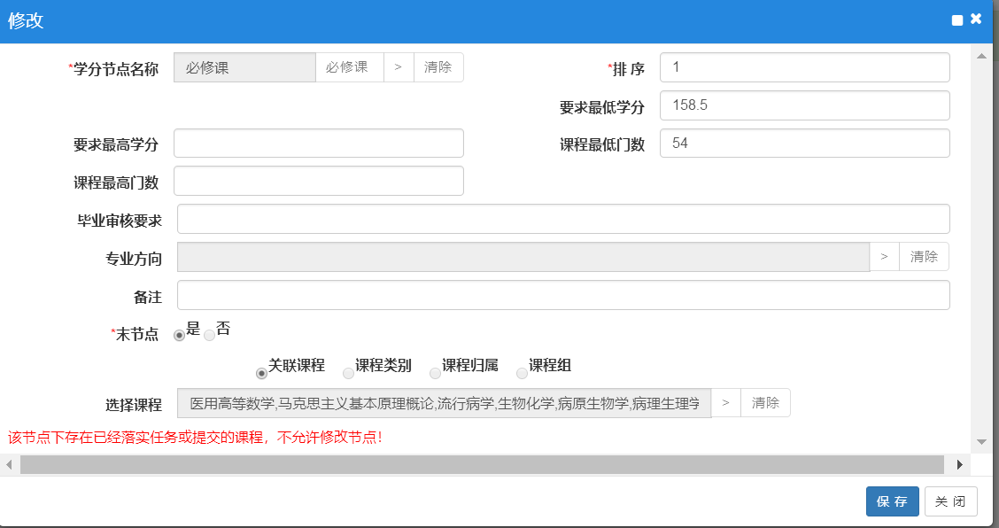 修改
*学分节点名称 必修课 必修课 > 清除 *排 序 1
要求最低学分 158.5
要求最高学分 课程最低门数 54
课程最高门数
毕业审核要求
专业方向 > 清除
备注
*末节点 是 否
关联课程 课程类别 课程归属 课程组
选择课程 医用高等数学,马克思主义基本原理概论,流行病学,生物化学,病原生物学,病理生理学 > 清除
该节点下存在已经落实任务或提交的课程，不允许修改节点！
保 存 关 闭